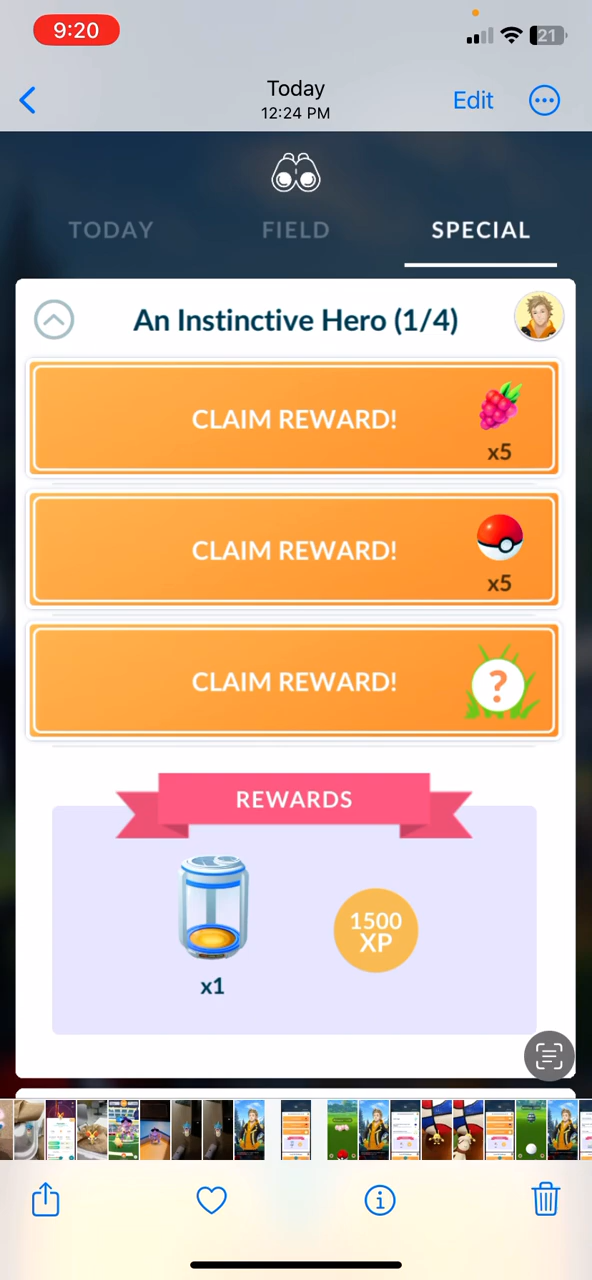 9:20
21
Today
12:24 PM
Edit
TODAY
FIELD
SPECIAL
An Instinctive Hero (1/4)
CLAIM REWARD!
x5
CLAIM REWARD!
x5
CLAIM REWARD!
?
REWARDS
1500
XP
x1